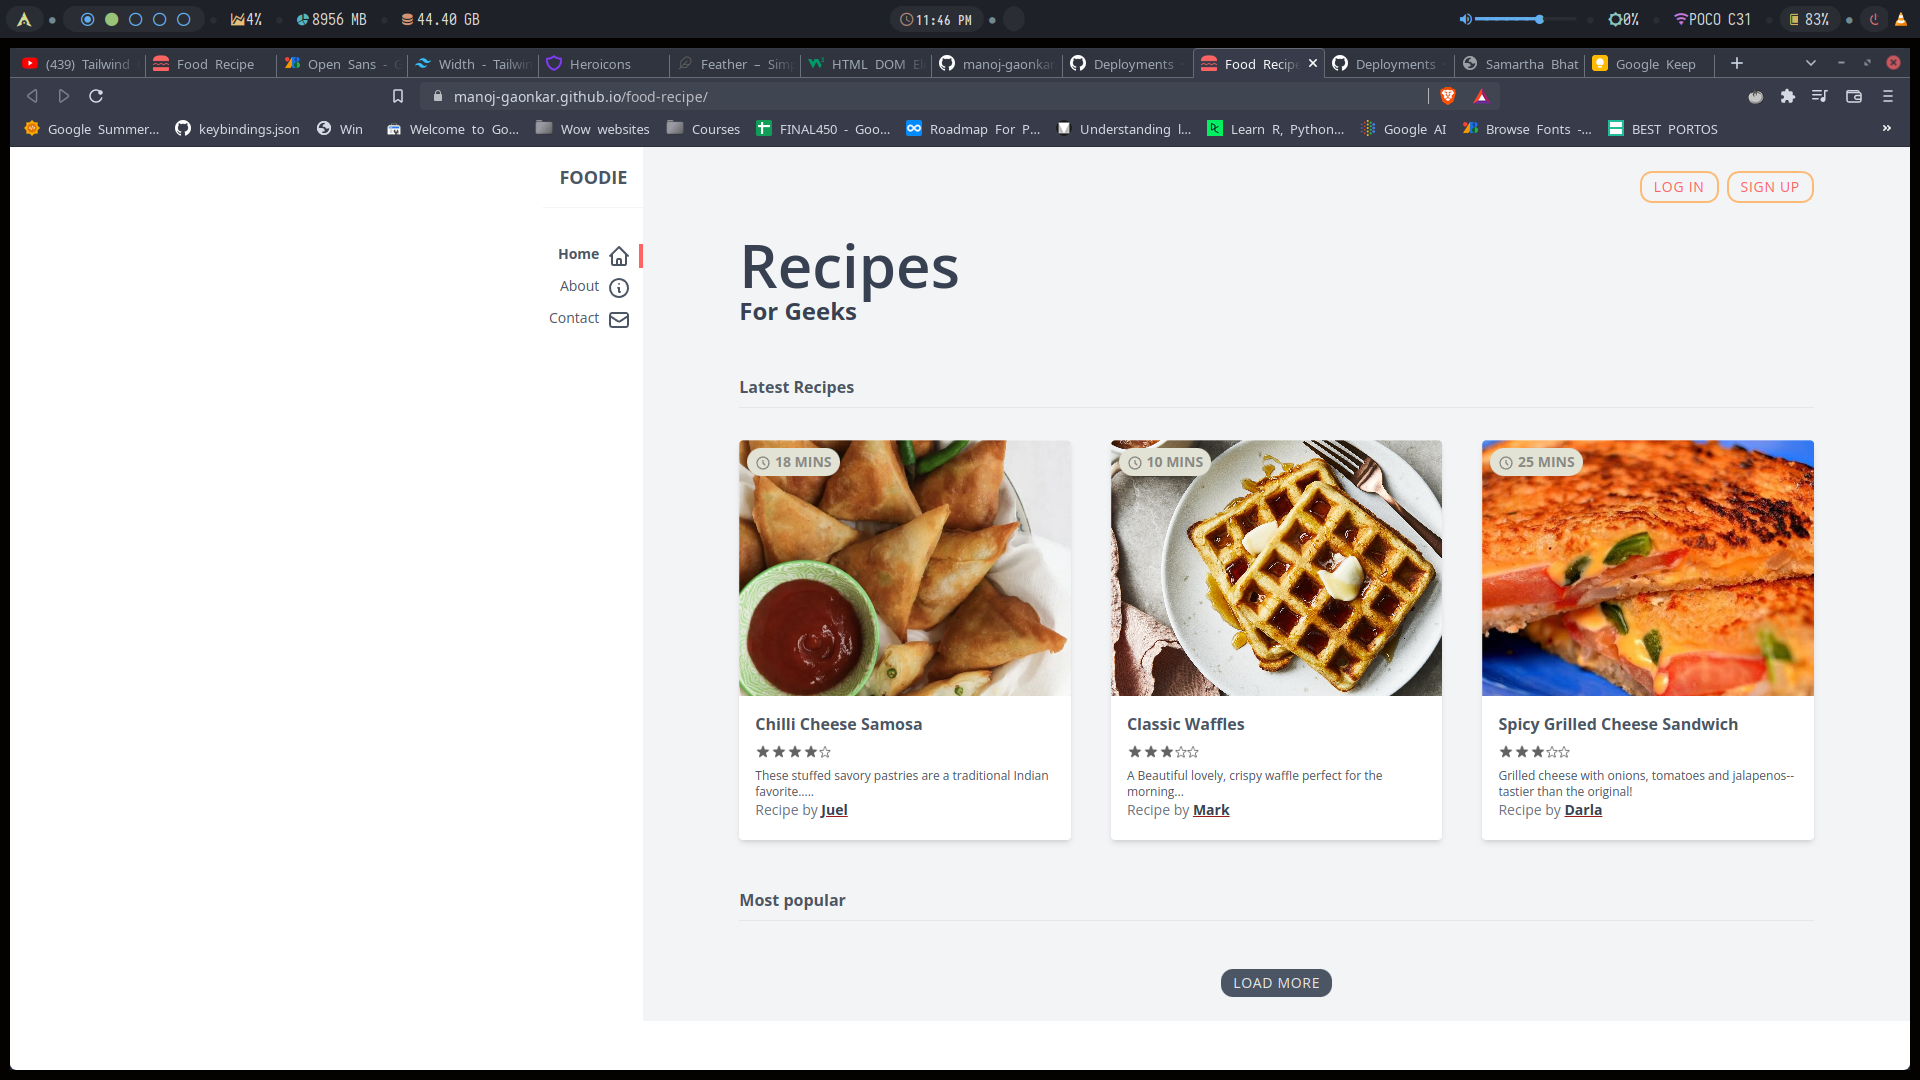 4%
8956 MB
44.40 GB
11:46 PM
0%
POCO C31
83%
(439) Tailwind
Food Recipe
Open Sans -
Width - Tailwin
Heroicons
Feather – Simp
HTML DOM El
manoj-gaonkar
Deployments
Food Recipe
Deployments
Samartha Bhat
Google Keep
manoj-gaonkar.github.io/food-recipe/
Google Summer...
keybindings.json
Win
Welcome to Go...
Wow websites
Courses
FINAL450 - Goo...
Roadmap For P...
Understanding l...
Learn R, Python...
Google AI
Browse Fonts -...
BEST PORTOS
»
FOODIE
LOG IN
SIGN UP
Home
About
Contact
Recipes
For Geeks
Latest Recipes
18 MINS
10 MINS
25 MINS
Chilli Cheese Samosa
These stuffed savory pastries are a traditional Indian
favorite.....
Recipe by Juel
Classic Waffles
A Beautiful lovely, crispy waffle perfect for the
morning...
Recipe by Mark
Spicy Grilled Cheese Sandwich
Grilled cheese with onions, tomatoes and jalapenos--
tastier than the original!
Recipe by Darla
Most popular
LOAD MORE